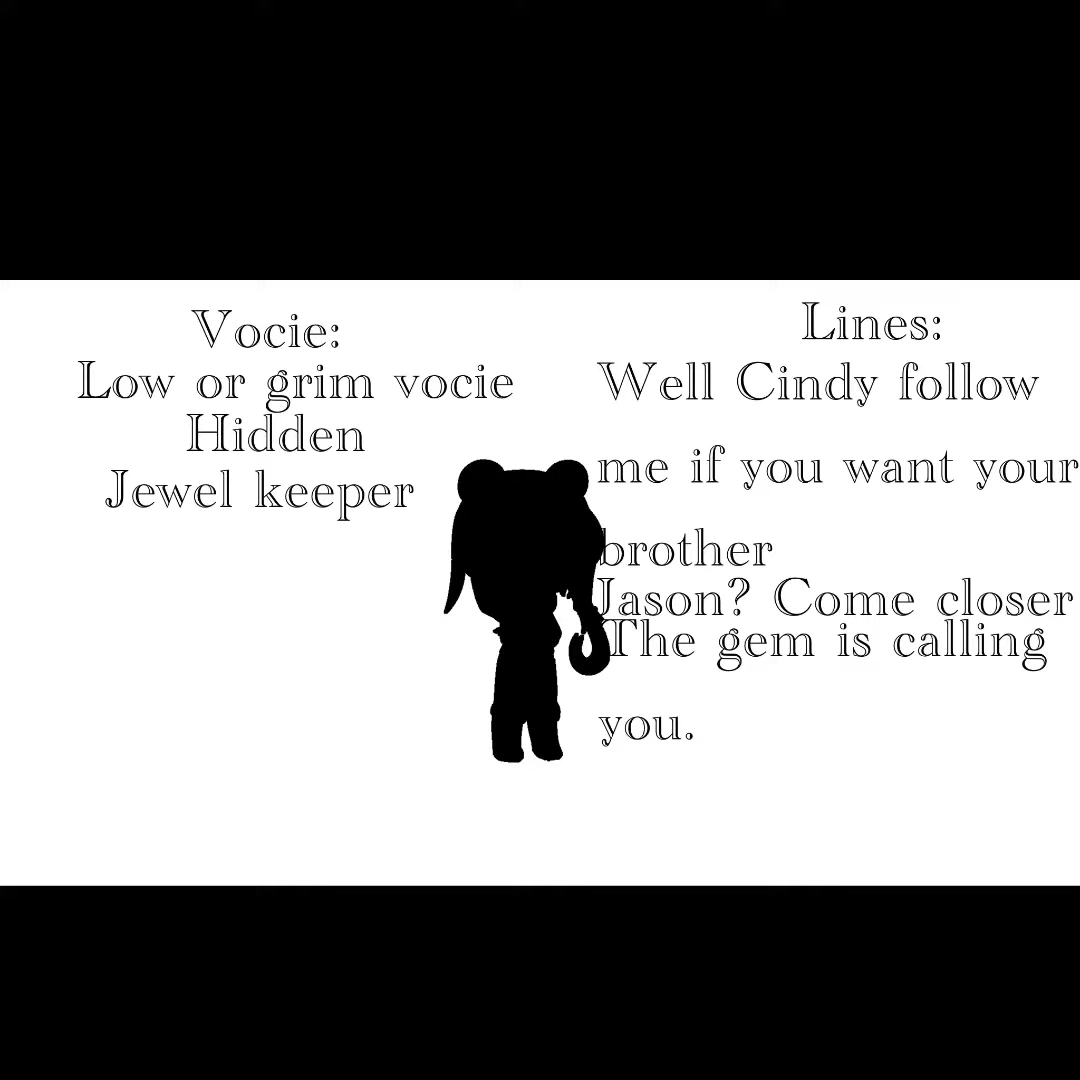 Vocie:
Low or grim vocie
Hidden
Jewel keeper
Lines:
Well Cindy follow
me if you want your
brother
Jason? Come closer
The gem is calling
you.